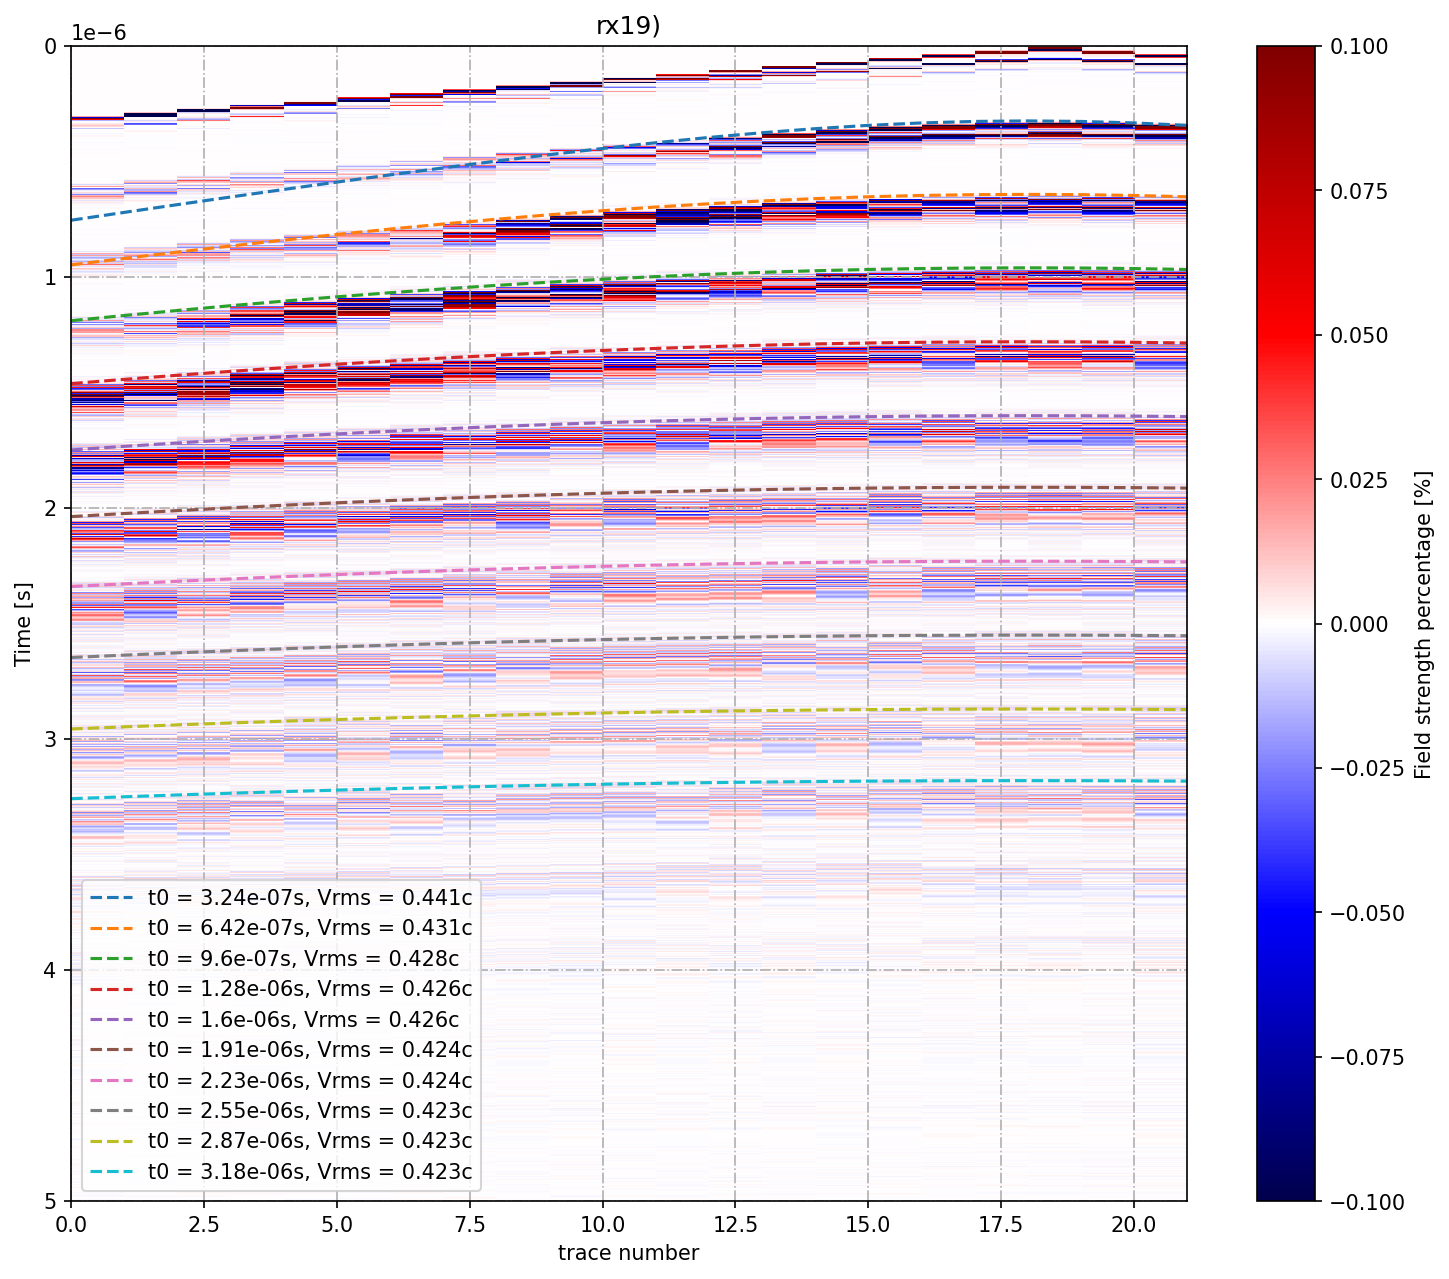 rx19)
1e−6
0
1
2
3
4
5
Time [s]
0.0 2.5 5.0 7.5 10.0 12.5 15.0 17.5 20.0
trace number
t0 = 3.24e-07s, Vrms = 0.441c
t0 = 6.42e-07s, Vrms = 0.431c
t0 = 9.6e-07s, Vrms = 0.428c
t0 = 1.28e-06s, Vrms = 0.426c
t0 = 1.6e-06s, Vrms = 0.426c
t0 = 1.91e-06s, Vrms = 0.424c
t0 = 2.23e-06s, Vrms = 0.424c
t0 = 2.55e-06s, Vrms = 0.423c
t0 = 2.87e-06s, Vrms = 0.423c
t0 = 3.18e-06s, Vrms = 0.423c
0.100
0.075
0.050
0.025
0.000
−0.025
−0.050
−0.075
−0.100
Field strength percentage [%]